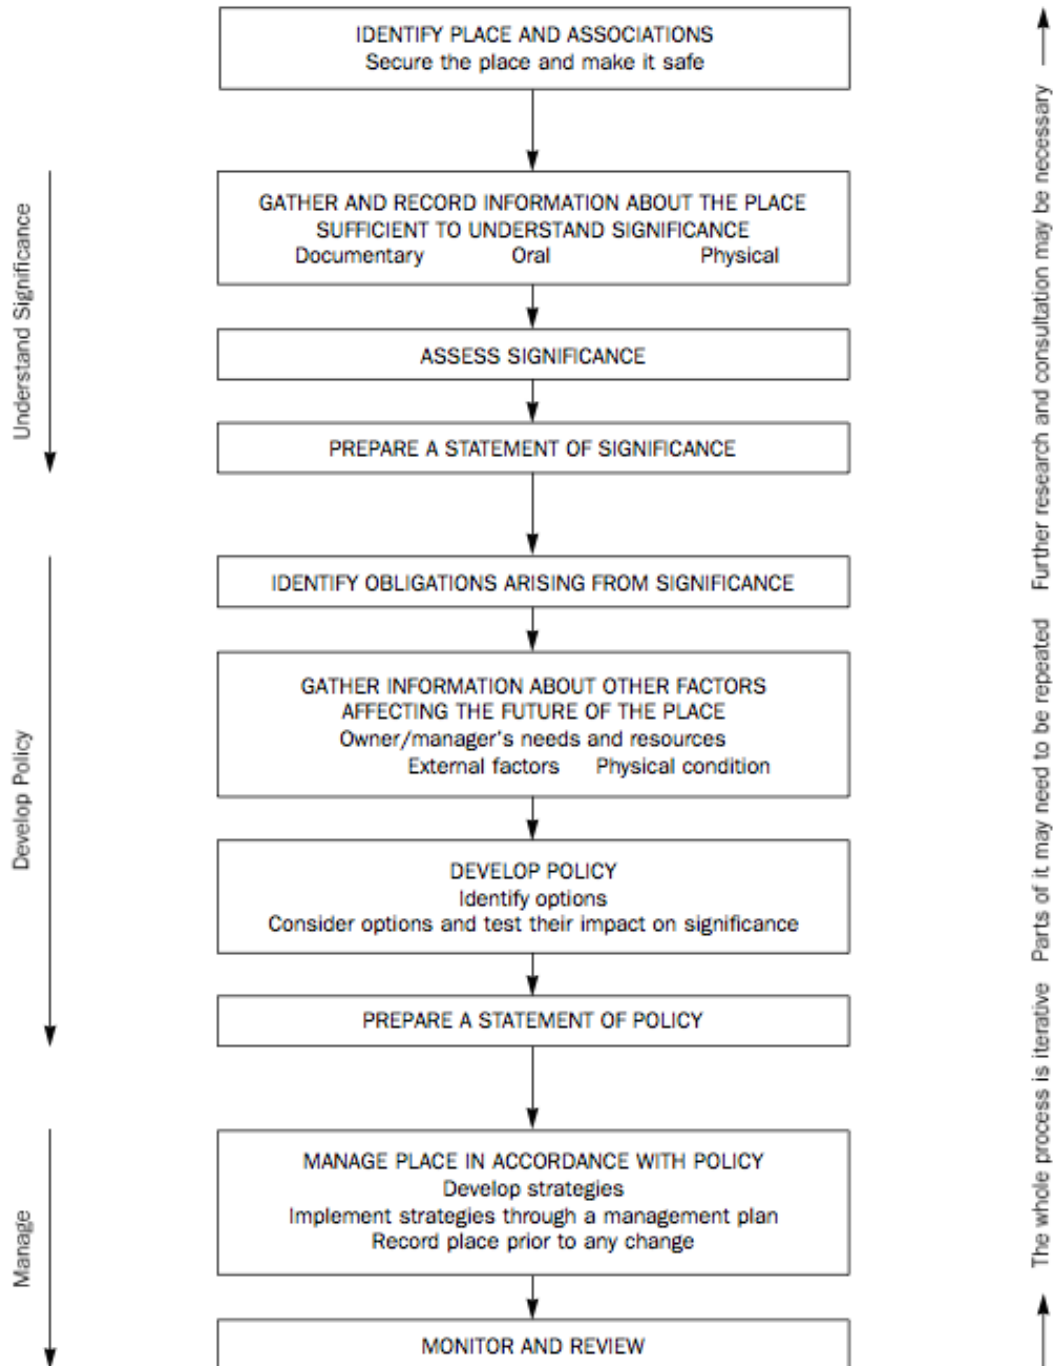 IDENTIFY PLACE AND ASSOCIATIONS
Secure the place and make it safe
Understand Significance
GATHER AND RECORD INFORMATION ABOUT THE PLACE
SUFFICIENT TO UNDERSTAND SIGNIFICANCE
Documentary Oral Physical
ASSESS SIGNIFICANCE
PREPARE A STATEMENT OF SIGNIFICANCE
Develop Policy
IDENTIFY OBLIGATIONS ARISING FROM SIGNIFICANCE
GATHER INFORMATION ABOUT OTHER FACTORS
AFFECTING THE FUTURE OF THE PLACE
Owner/manager's needs and resources
External factors Physical condition
DEVELOP POLICY
Identify options
Consider options and test their impact on significance
PREPARE A STATEMENT OF POLICY
Manage
MANAGE PLACE IN ACCORDANCE WITH POLICY
Develop strategies
Implement strategies through a management plan
Record place prior to any change
MONITOR AND REVIEW
The whole process is iterative Parts of it may need to be repeated Further research and consultation may be necessary